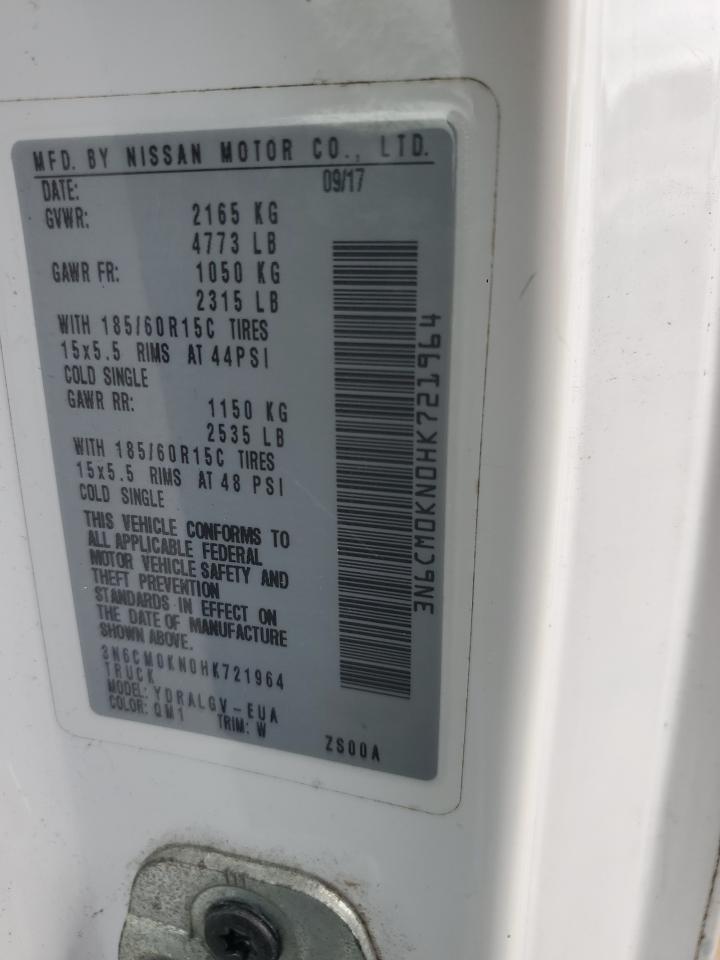 MFD. BY NISSAN MOTOR CO., LTD.
DATE: 09/17
GVWR: 2165 KG
4773 LB
GAWR FR: 1050 KG
2315 LB
WITH 185/60R15C TIRES
15x5.5 RIMS AT 44PSI
COLD SINGLE
GAWR RR: 1150 KG
2535 LB
WITH 185/60R15C TIRES
15x5.5 RIMS AT 48 PSI
COLD SINGLE
THIS VEHICLE CONFORMS TO
ALL APPLICABLE FEDERAL
MOTOR VEHICLE SAFETY AND
THEFT PREVENTION
STANDARDS IN EFFECT ON
THE DATE OF MANUFACTURE
SHOWN ABOVE.
3N6CM0KN0HK721964
TRUCK
MODEL: YDRALGV-EUA
COLOR: QM1 TRIM: W
ZS00A
3N6CM0KN0HK721964